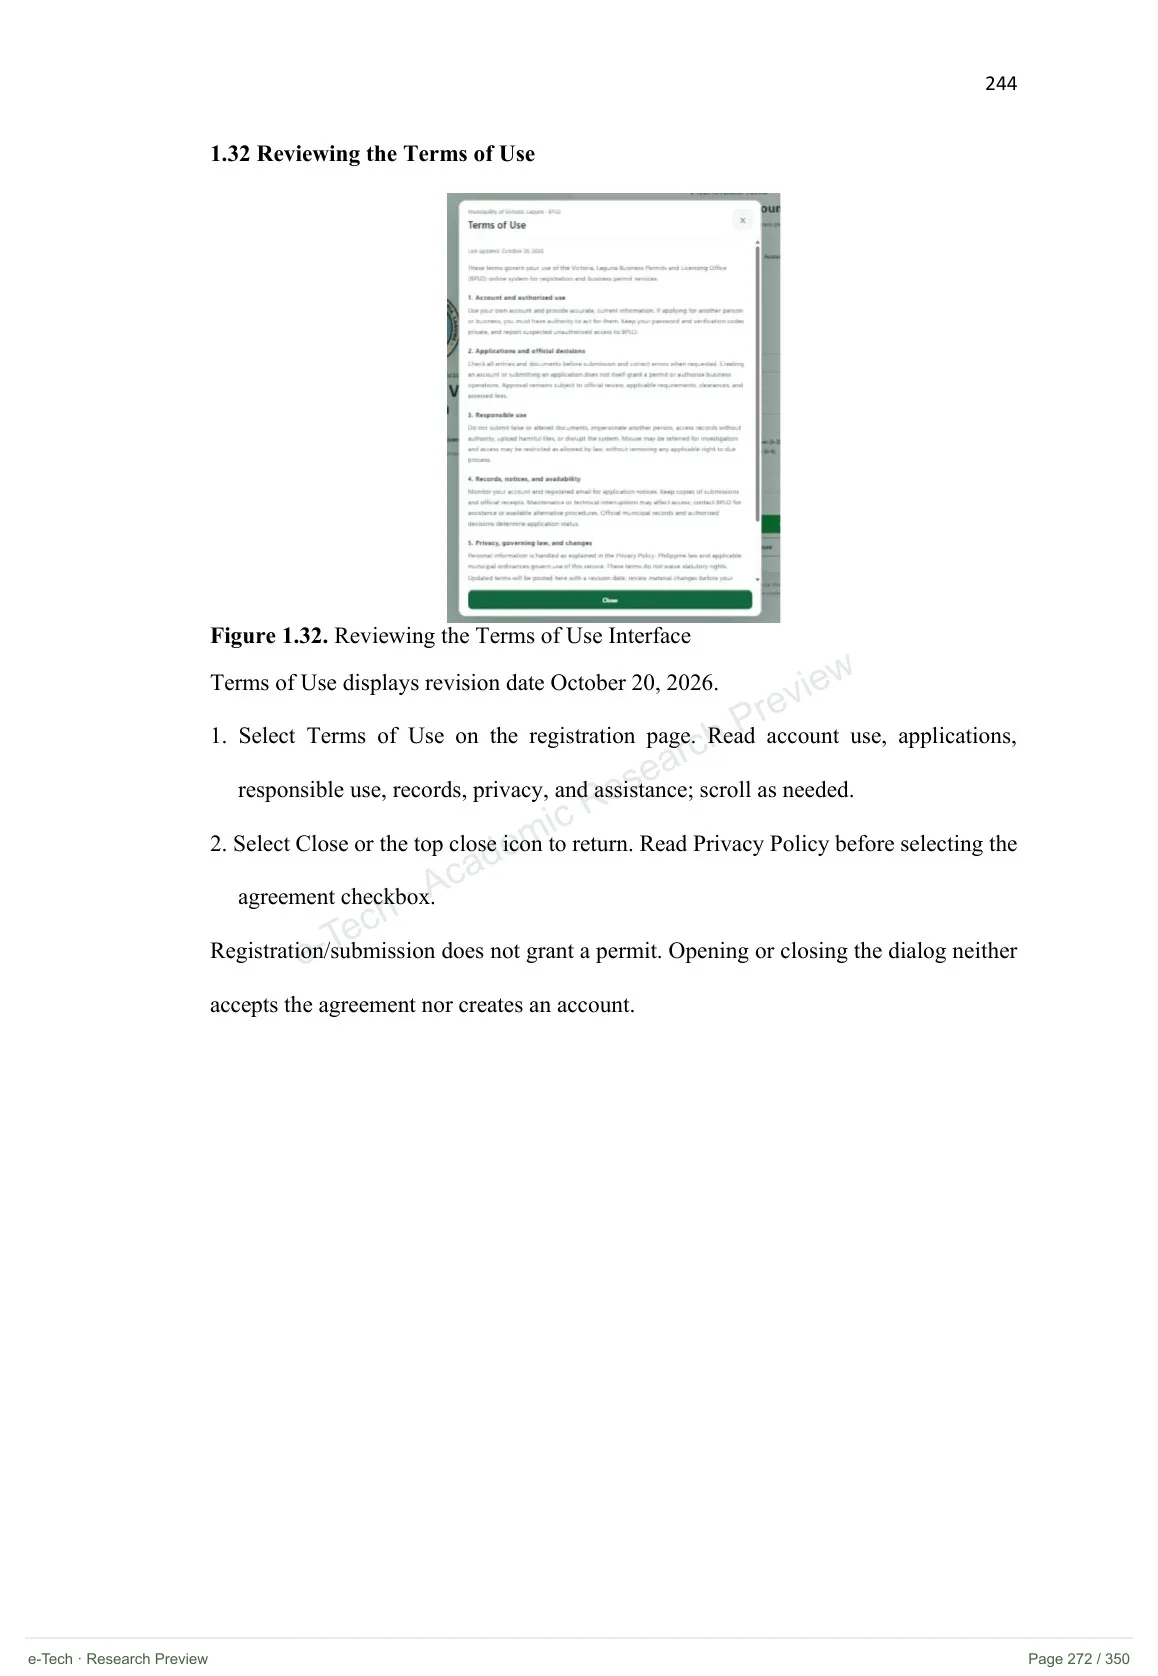 244
1.32 Reviewing the Terms of Use
Municipality of Victoria, Laguna - BPLO
Terms of Use
x
Last updated: October 20, 2026
These terms govern your use of the Victoria, Laguna Business Permits and Licensing Office
(BPLO) online system for registration and business permit services.
1. Account and authorized use
Use your own account and provide accurate, current information. If applying for another person
or business, you must have authority to act for them. Keep your password and verification codes
private, and report suspected unauthorized access to BPLO.
2. Applications and official decisions
Check all entries and documents before submission and correct errors when requested. Creating
an account or submitting an application does not itself grant a permit or authorize business
operations. Approval remains subject to official review, applicable requirements, clearances, and
assessed fees.
3. Responsible use
Do not submit false or altered documents, impersonate another person, access records without
authority, upload harmful files, or disrupt the system. Misuse may be referred for investigation
and access may be restricted as allowed by law, without removing any applicable right to due
process.
4. Records, notices, and availability
Monitor your account and registered email for application notices. Keep copies of submissions
and official receipts. Maintenance or technical interruptions may affect access; contact BPLO for
assistance or available alternative procedures. Official municipal records and authorized
decisions determine application status.
5. Privacy, governing law, and changes
Personal information is handled as explained in the Privacy Policy. Philippine law and applicable
municipal ordinances govern use of this service. These terms do not waive statutory rights.
Updated terms will be posted here with a revision date; review material changes before your
Close
Figure 1.32. Reviewing the Terms of Use Interface
Terms of Use displays revision date October 20, 2026.
1. Select Terms of Use on the registration page. Read account use, applications,
responsible use, records, privacy, and assistance; scroll as needed.
2. Select Close or the top close icon to return. Read Privacy Policy before selecting the
agreement checkbox.
Registration/submission does not grant a permit. Opening or closing the dialog neither
accepts the agreement nor creates an account.
e-Tech · Academic Research Preview
e-Tech · Research Preview
Page 272 / 350